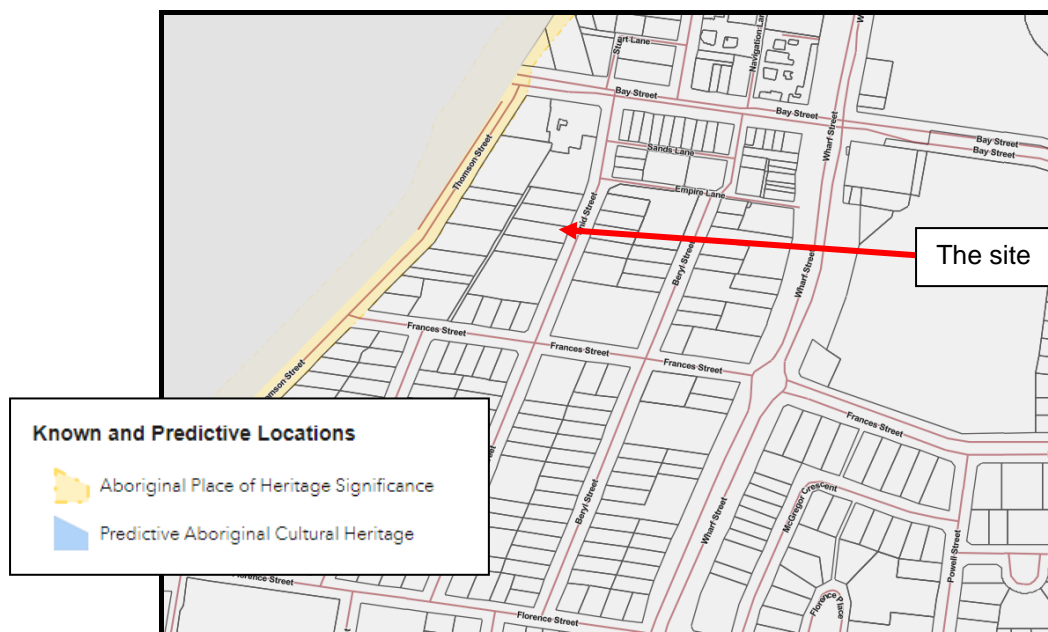 Stuart Lane
Navigation Lane
Bay Street
Bay Street
Bay Street
Bay Street
Wharf Street
Sands Lane
Thomson Street
Empire Lane
Beryl Street
Wharf Street
The site
Frances Street
Frances Street
Frances Street
Frances Street
Known and Predictive Locations
Aboriginal Place of Heritage Significance
Predictive Aboriginal Cultural Heritage
Beryl Street
Wharf Street
McGregor Crescent
Powell Street
Florence Place
Florence Street